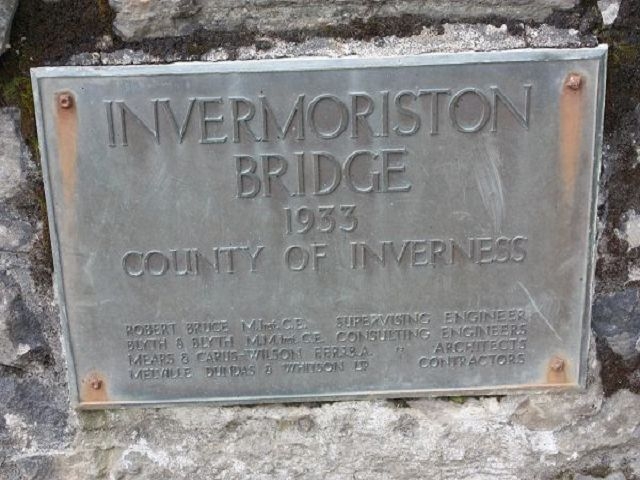 INVERMORISTON
BRIDGE
1933
COUNTY OF INVERNESS
ROBERT BRUCE M.Inst.C.E. SUPERVISING ENGINEER
BLYTH & BLYTH M.M.Inst.C.E. CONSULTING ENGINEERS
MEARS & CARUS-WILSON F.F.R.I.B.A. " ARCHITECTS
MELVILLE DUNDAS & WHITSON LTD CONTRACTORS